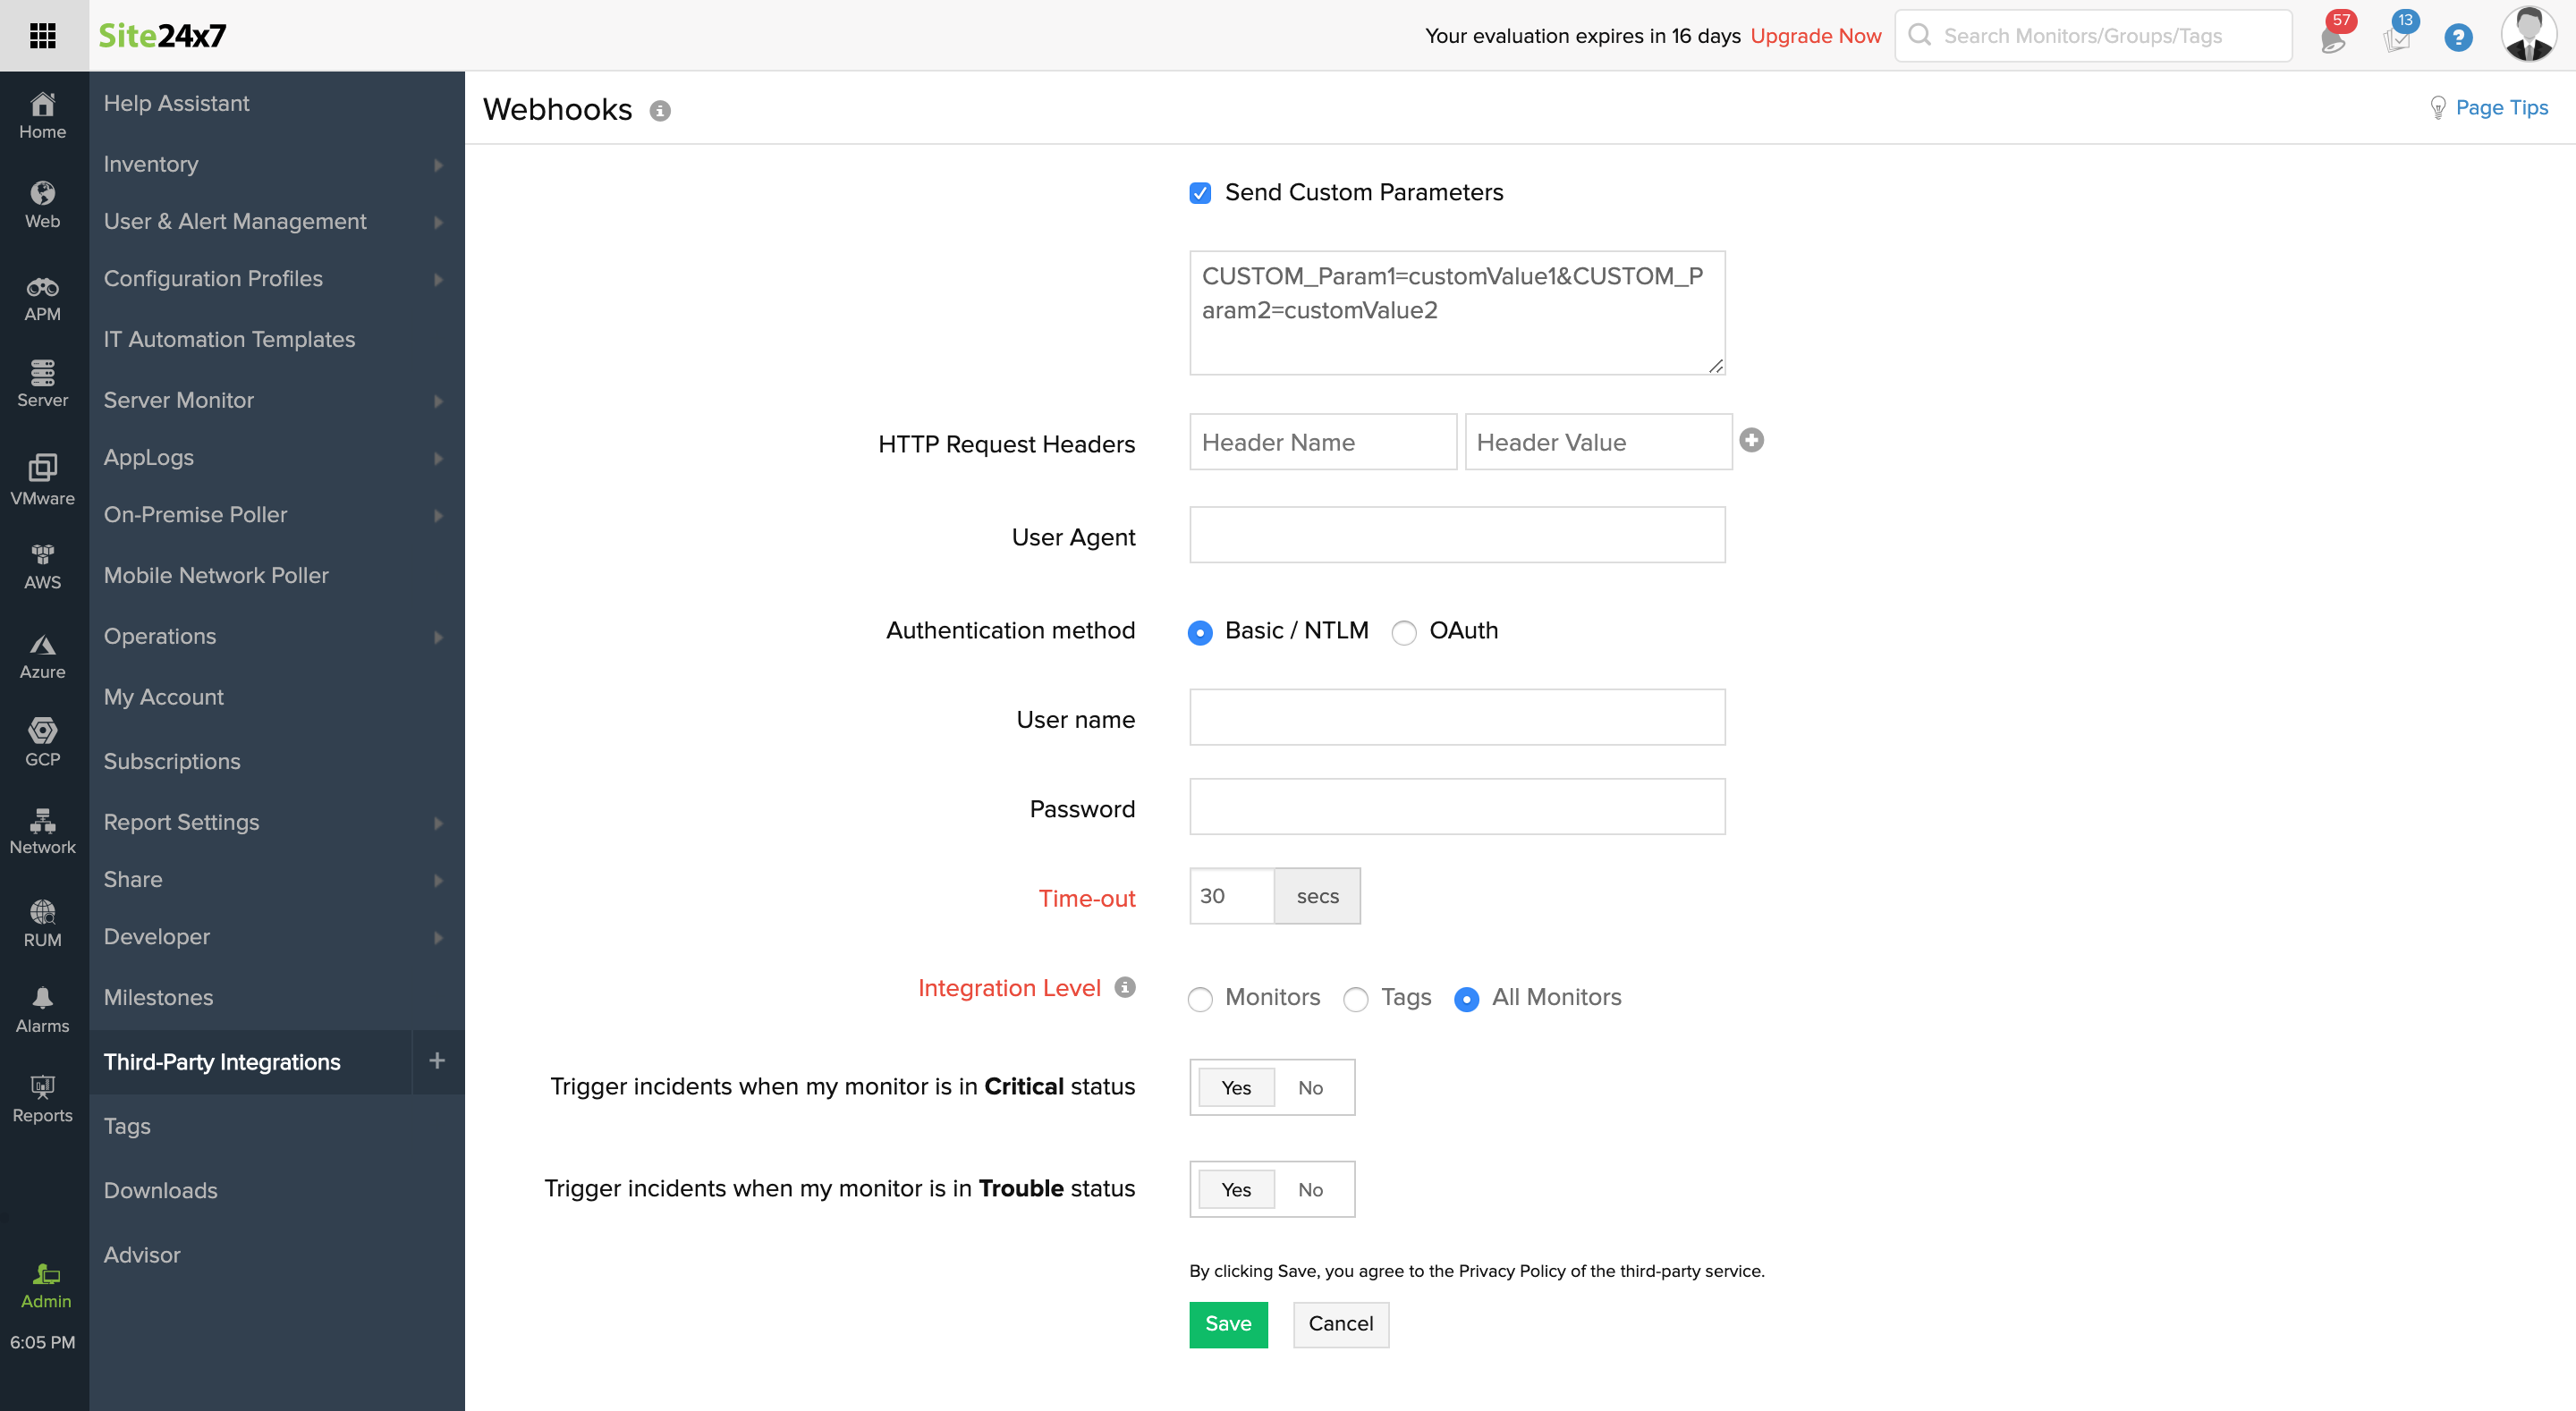 Site24x7
Your evaluation expires in 16 days Upgrade Now
Search Monitors/Groups/Tags
57
13
?
Home
Web
APM
Server
VMware
AWS
Azure
GCP
Network
RUM
Alarms
Reports
Admin
6:05 PM
Help Assistant
Inventory
User & Alert Management
Configuration Profiles
IT Automation Templates
Server Monitor
AppLogs
On-Premise Poller
Mobile Network Poller
Operations
My Account
Subscriptions
Report Settings
Share
Developer
Milestones
Third-Party Integrations +
Tags
Downloads
Advisor
Webhooks
Page Tips
Send Custom Parameters
CUSTOM_Param1=customValue1&CUSTOM_P
aram2=customValue2
HTTP Request Headers Header Name Header Value
User Agent
Authentication method Basic / NTLM OAuth
User name
Password
Time-out 30 secs
Integration Level Monitors Tags All Monitors
Trigger incidents when my monitor is in Critical status Yes No
Trigger incidents when my monitor is in Trouble status Yes No
By clicking Save, you agree to the Privacy Policy of the third-party service.
Save Cancel